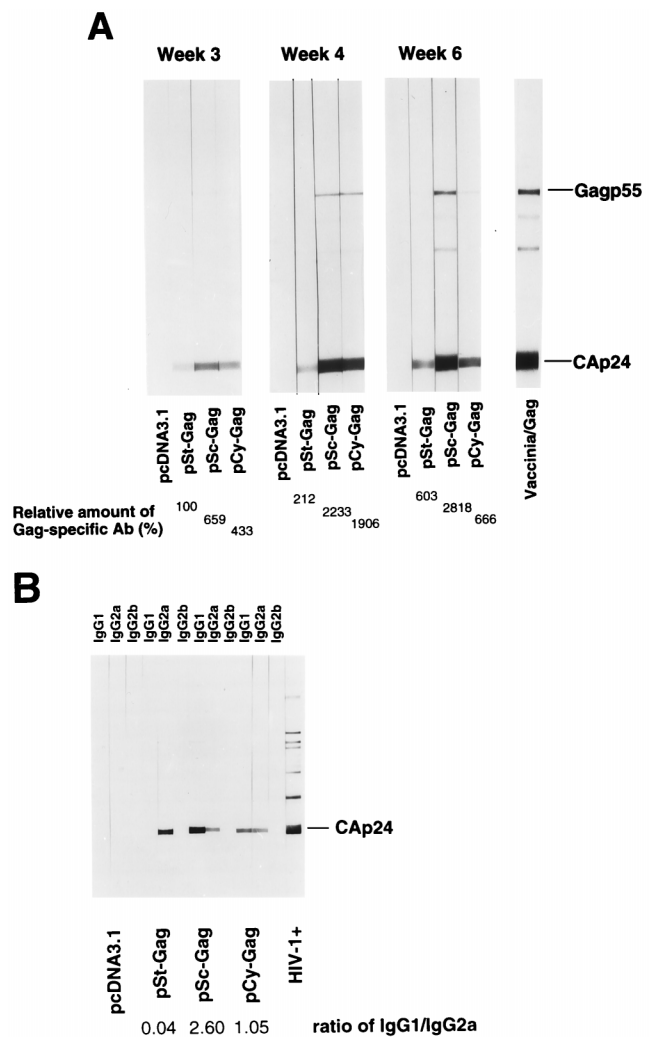 A
Week 3 Week 4 Week 6
Gagp55
CAp24
pcDNA3.1 pSt-Gag pSc-Gag pCy-Gag pcDNA3.1 pSt-Gag pSc-Gag pCy-Gag pcDNA3.1 pSt-Gag pSc-Gag pCy-Gag Vaccinia/Gag
Relative amount of
Gag-specific Ab (%)
100 659 433 212 2233 1906 603 2818 666
B
IgG1 IgG2a IgG2b IgG1 IgG2a IgG2b IgG1 IgG2a IgG2b IgG1 IgG2a IgG2b
CAp24
pcDNA3.1 pSt-Gag pSc-Gag pCy-Gag HIV-1+
0.04 2.60 1.05 ratio of IgG1/IgG2a